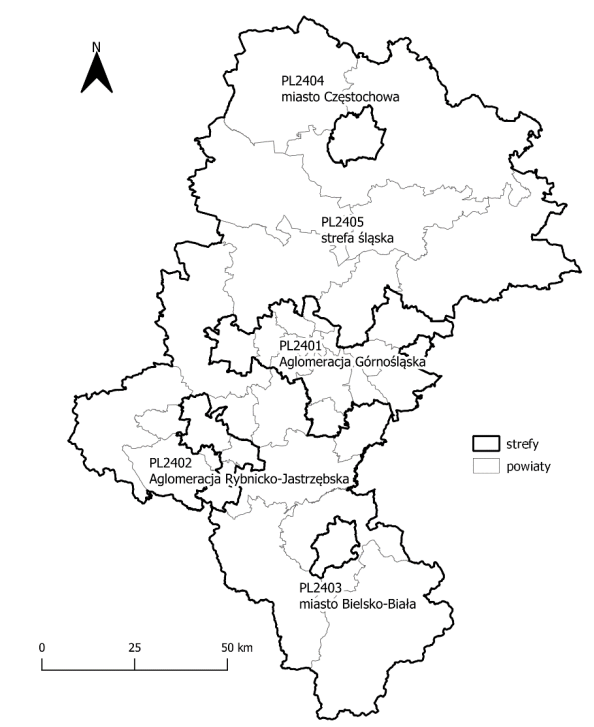 N
PL2404
miasto Częstochowa
PL2405
strefa śląska
PL2401
Aglomeracja Górnośląska
strefy
powiaty
PL2402
Aglomeracja Rybnicko-Jastrzębska
PL2403
miasto Bielsko-Biała
0 25 50 km